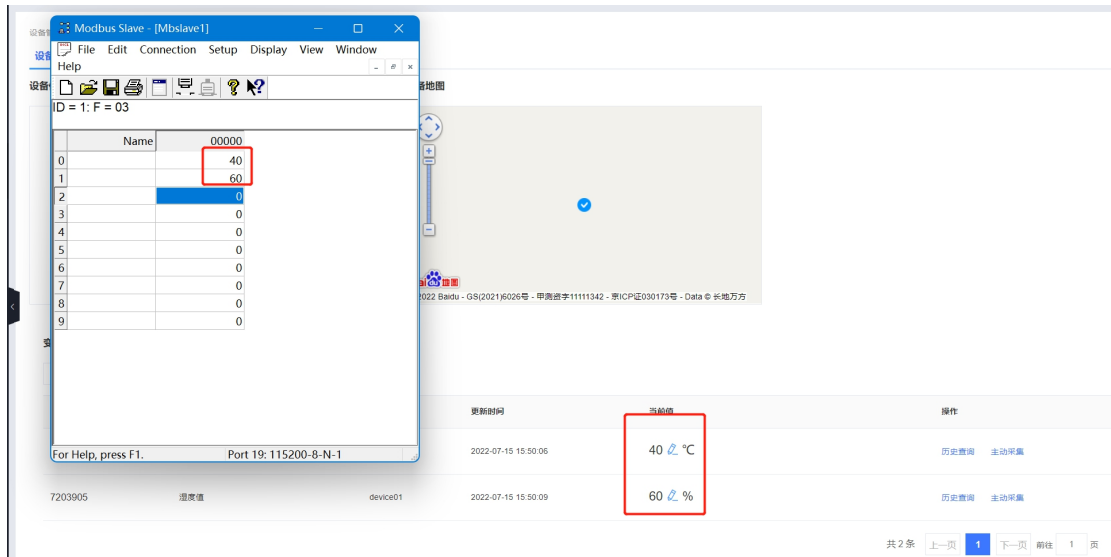 设备
Modbus Slave - [Mbslave1]
File Edit Connection Setup Display View Window
Help
设备
设备
备地图
ID = 1: F = 03
Name 00000
0 40
1 60
2 0
3 0
4 0
5 0
6 0
7 0
8 0
9 0
地图
2022 Baidu - GS(2021)6026号 - 甲测资字11111342 - 京ICP证030173号 - Data © 长地万方
更新时间 当前值 操作
For Help, press F1. Port 19: 115200-8-N-1
2022-07-15 15:50:06 40 ℃ 历史查询 主动采集
7203905 湿度值 device01 2022-07-15 15:50:09 60 % 历史查询 主动采集
共2条 上一页 1 下一页 前往 1 页